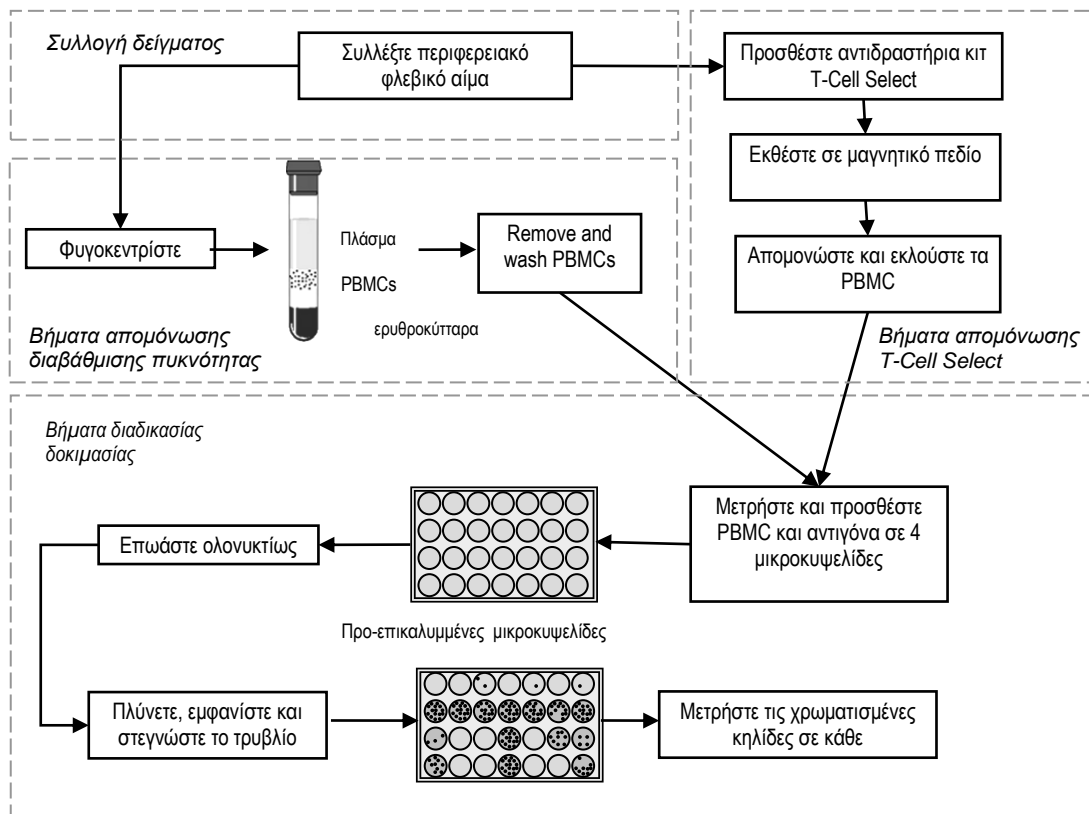 Συλλογή δείγματος
Συλλέξτε περιφερειακό
φλεβικό αίμα
Προσθέστε αντιδραστήρια κιτ
T-Cell Select
Εκθέστε σε μαγνητικό πεδίο
Απομονώστε και εκλούστε τα
PBMC
Βήματα απομόνωσης
T-Cell Select
Φυγοκεντρίστε
Πλάσμα
PBMCs
ερυθροκύτταρα
Remove and
wash PBMCs
Βήματα απομόνωσης
διαβάθμισης πυκνότητας
Βήματα διαδικασίας
δοκιμασίας
Μετρήστε και προσθέστε
PBMC και αντιγόνα σε 4
μικροκυψελίδες
Επωάστε ολονυκτίως
Προ-επικαλυμμένες μικροκυψελίδες
Πλύνετε, εμφανίστε και
στεγνώστε το τρυβλίο
Μετρήστε τις χρωματισμένες
κηλίδες σε κάθε